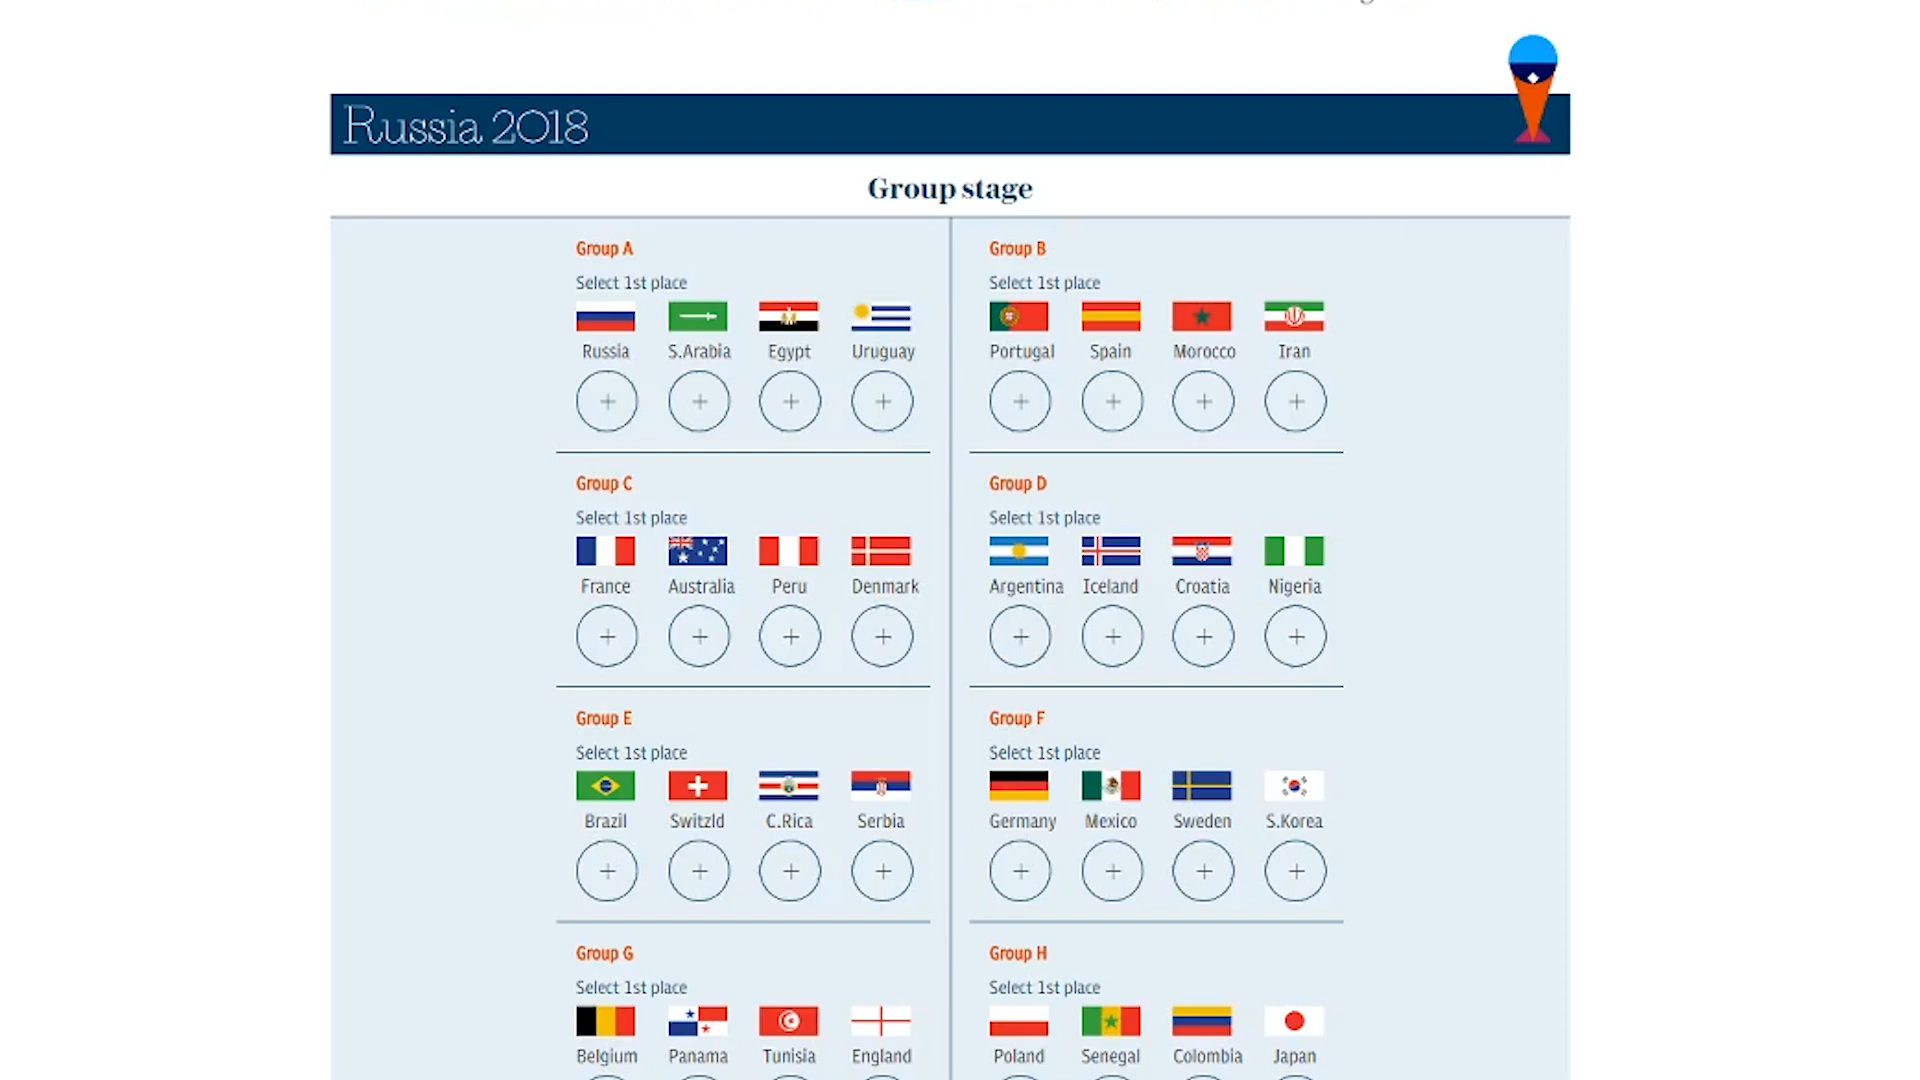 Russia 2018
Group stage
Group A
Select 1st place
Russia S.Arabia Egypt Uruguay
+ + + +
Group B
Select 1st place
Portugal Spain Morocco Iran
+ + + +
Group C
Select 1st place
France Australia Peru Denmark
+ + + +
Group D
Select 1st place
Argentina Iceland Croatia Nigeria
+ + + +
Group E
Select 1st place
Brazil Switzld C.Rica Serbia
+ + + +
Group F
Select 1st place
Germany Mexico Sweden S.Korea
+ + + +
Group G
Select 1st place
Belgium Panama Tunisia England
Group H
Select 1st place
Poland Senegal Colombia Japan